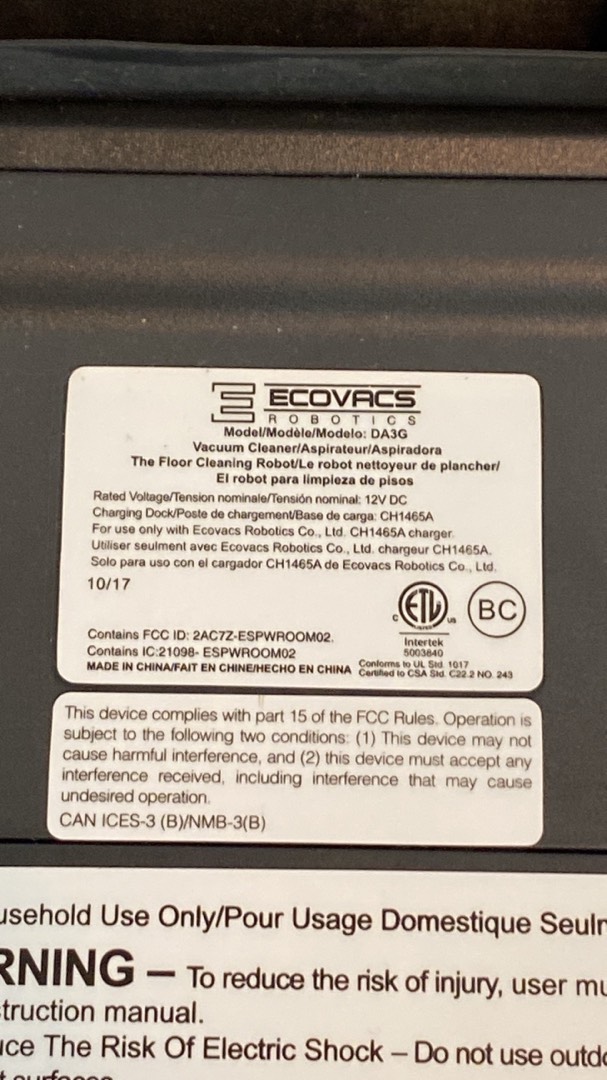 ECOVACS
ROBOTICS
Model/Modèle/Modelo: DA3G
Vacuum Cleaner/Aspirateur/Aspiradora
The Floor Cleaning Robot/Le robot nettoyeur de plancher/
El robot para limpieza de pisos
Rated Voltage/Tension nominale/Tensión nominal: 12V DC
Charging Dock/Poste de chargement/Base de carga: CH1465A
For use only with Ecovacs Robotics Co., Ltd. CH1465A charger.
Utiliser seulment avec Ecovacs Robotics Co., Ltd. chargeur CH1465A.
Solo para uso con el cargador CH1465A de Ecovacs Robotics Co., Ltd.
10/17
C ETL US BC
Intertek
5003640
Contains FCC ID: 2AC7Z-ESPWROOM02.
Contains IC:21098- ESPWROOM02
MADE IN CHINA/FAIT EN CHINE/HECHO EN CHINA
Conforms to UL Std. 1017
Certified to CSA Std. C22.2 NO. 243
This device complies with part 15 of the FCC Rules. Operation is
subject to the following two conditions: (1) This device may not
cause harmful interference, and (2) this device must accept any
interference received, including interference that may cause
undesired operation.
CAN ICES-3 (B)/NMB-3(B)
usehold Use Only/Pour Usage Domestique Seulm
RNING – To reduce the risk of injury, user mu
truction manual.
uce The Risk Of Electric Shock – Do not use outdo
t surfaces